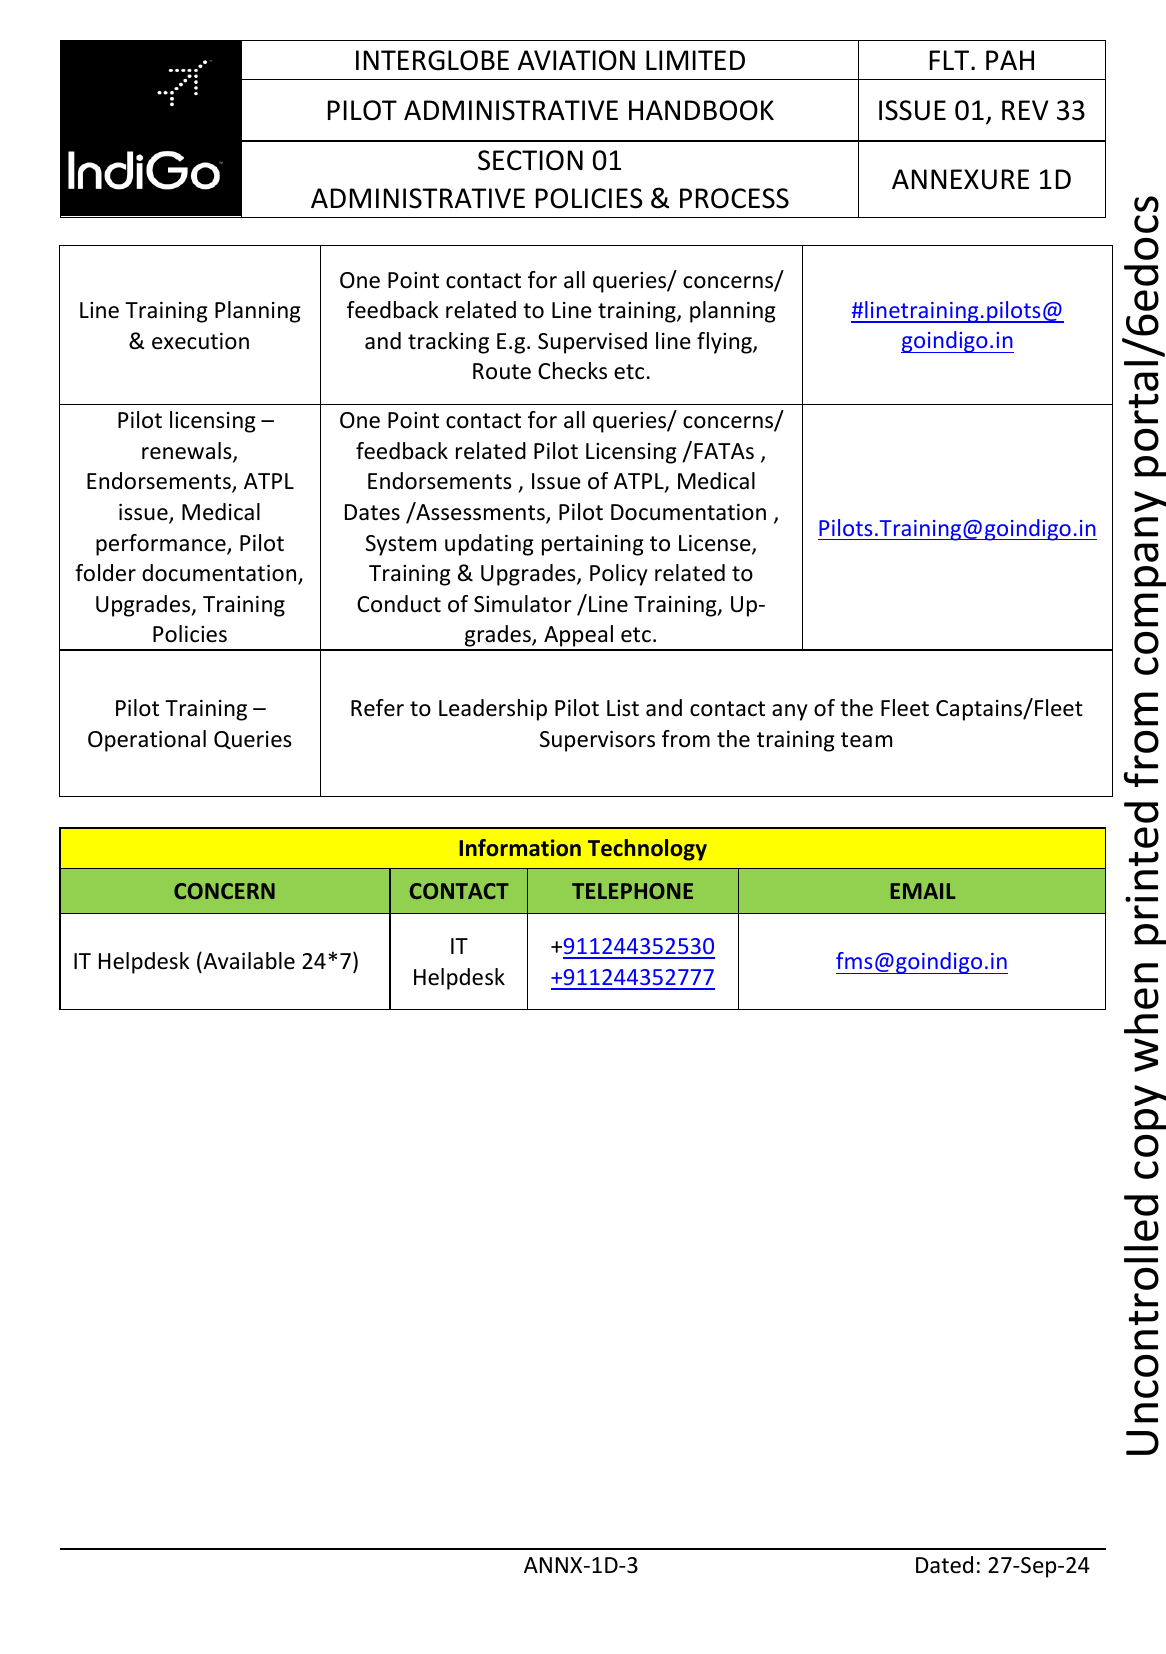 INTERGLOBE AVIATION LIMITED
FLT. PAH
PILOT ADMINISTRATIVE HANDBOOK
ISSUE 01, REV 33
IndiGo
SECTION 01
ADMINISTRATIVE POLICIES & PROCESS
ANNEXURE 1D
Line Training Planning
& execution
One Point contact for all queries/ concerns/
feedback related to Line training, planning
and tracking E.g. Supervised line flying,
Route Checks etc.
#linetraining.pilots@
goindigo.in
Pilot licensing –
renewals,
Endorsements, ATPL
issue, Medical
performance, Pilot
folder documentation,
Upgrades, Training
Policies
One Point contact for all queries/ concerns/
feedback related Pilot Licensing /FATAs ,
Endorsements , Issue of ATPL, Medical
Dates /Assessments, Pilot Documentation ,
System updating pertaining to License,
Training & Upgrades, Policy related to
Conduct of Simulator /Line Training, Up-
grades, Appeal etc.
Pilots.Training@goindigo.in
Pilot Training –
Operational Queries
Refer to Leadership Pilot List and contact any of the Fleet Captains/Fleet
Supervisors from the training team
Information Technology
CONCERN
CONTACT
TELEPHONE
EMAIL
IT Helpdesk (Available 24*7)
IT
Helpdesk
+911244352530
+911244352777
fms@goindigo.in
ANNX-1D-3
Dated: 27-Sep-24
Uncontrolled copy when printed from company portal/6edocs